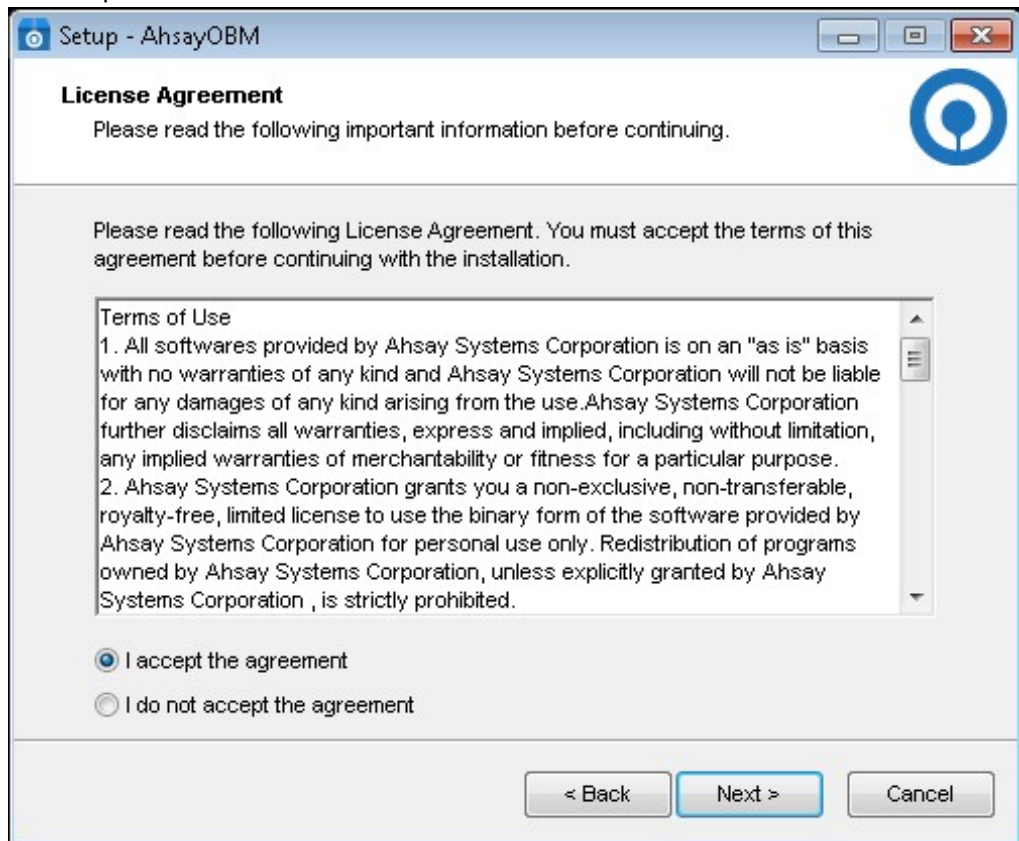 Setup - AhsayOBM
License Agreement
Please read the following important information before continuing.
Please read the following License Agreement. You must accept the terms of this
agreement before continuing with the installation.
Terms of Use
1. All softwares provided by Ahsay Systems Corporation is on an "as is" basis
with no warranties of any kind and Ahsay Systems Corporation will not be liable
for any damages of any kind arising from the use.Ahsay Systems Corporation
further disclaims all warranties, express and implied, including without limitation,
any implied warranties of merchantability or fitness for a particular purpose.
2. Ahsay Systems Corporation grants you a non-exclusive, non-transferable,
royalty-free, limited license to use the binary form of the software provided by
Ahsay Systems Corporation for personal use only. Redistribution of programs
owned by Ahsay Systems Corporation, unless explicitly granted by Ahsay
Systems Corporation , is strictly prohibited.
I accept the agreement
I do not accept the agreement
< Back Next > Cancel